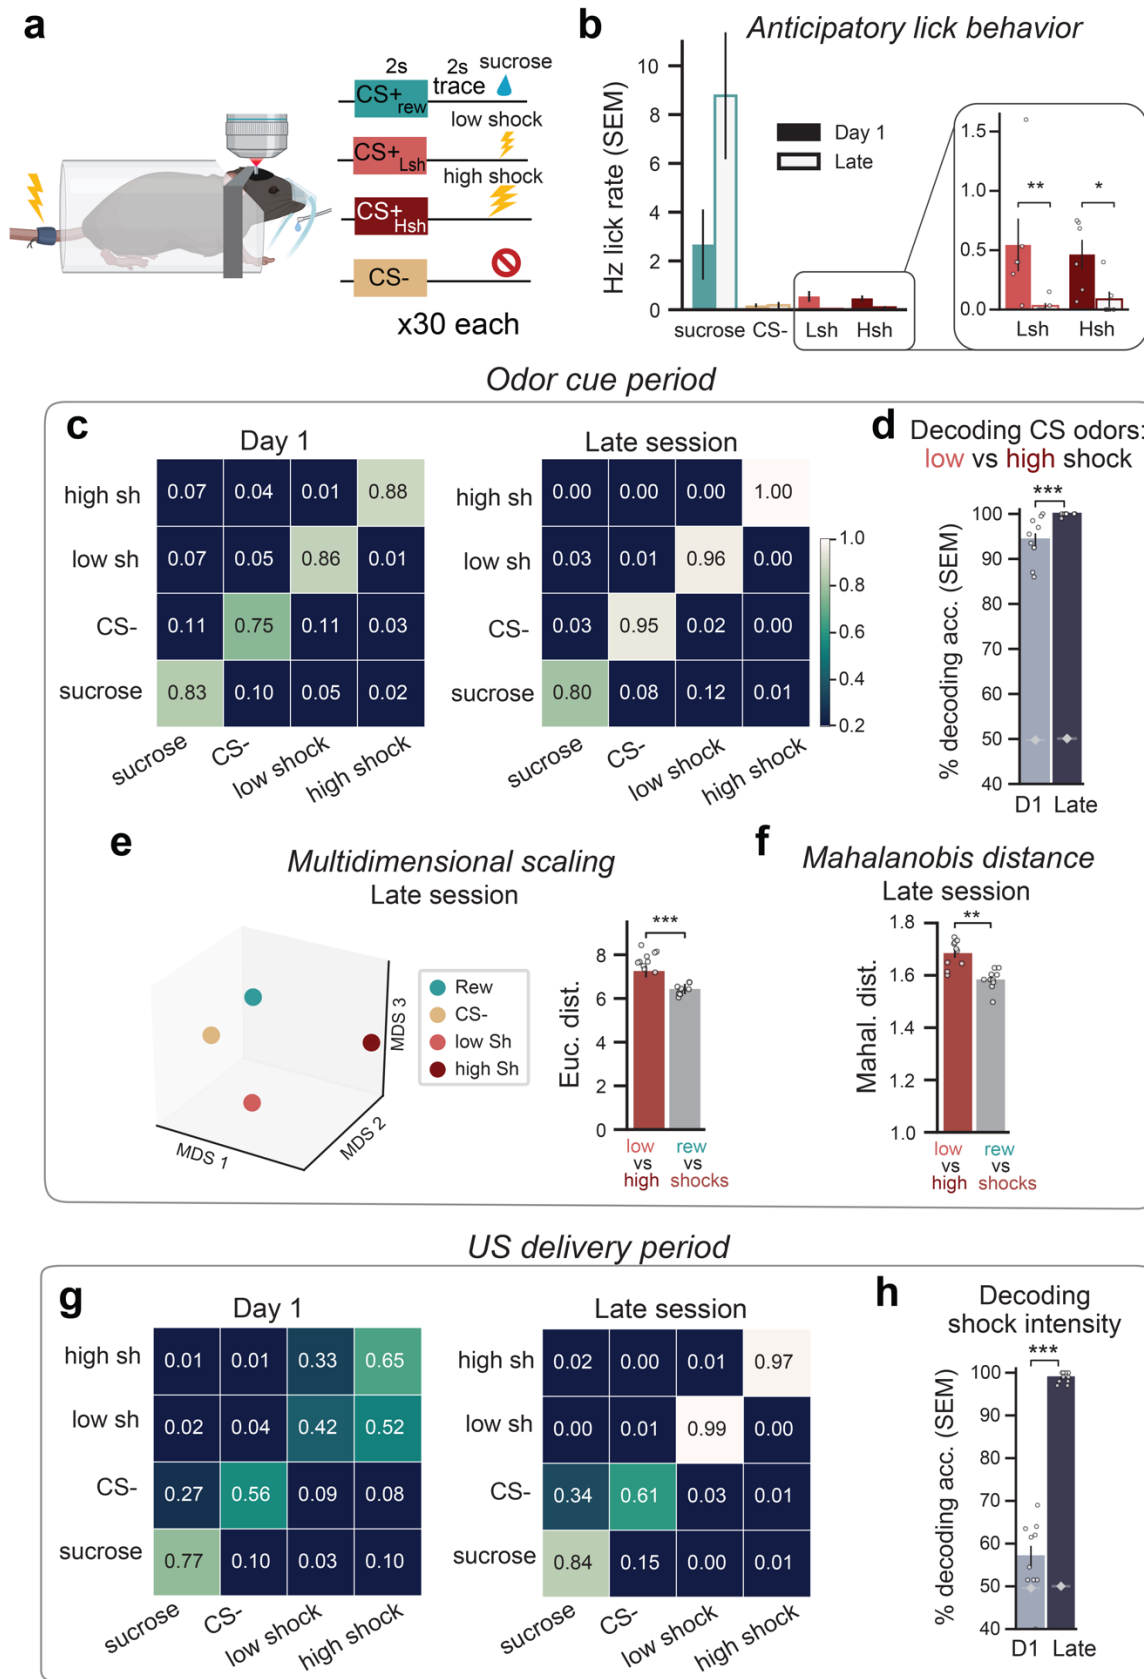 a
2s 2s sucrose
trace
CS+rew
low shock
CS+Lsh
high shock
CS+Hsh
CS-
x30 each
b Anticipatory lick behavior
Hz lick rate (SEM)
10
8
6
4
2
0
sucrose CS- Lsh Hsh
Day 1
Late
1.5
1.0
0.5
0.0
** *
Lsh Hsh
Odor cue period
c
Day 1
high sh 0.07 0.04 0.01 0.88
low sh 0.07 0.05 0.86 0.01
CS- 0.11 0.75 0.11 0.03
sucrose 0.83 0.10 0.05 0.02
sucrose CS- low shock high shock
Late session
high sh 0.00 0.00 0.00 1.00
low sh 0.03 0.01 0.96 0.00
CS- 0.03 0.95 0.02 0.00
sucrose 0.80 0.08 0.12 0.01
sucrose CS- low shock high shock
1.0
0.8
0.6
0.4
0.2
d Decoding CS odors:
low vs high shock
***
% decoding acc. (SEM)
100
90
80
70
60
50
40
D1 Late
e Multidimensional scaling
Late session
MDS 1
MDS 2
MDS 3
Rew
CS-
low Sh
high Sh
***
Euc. dist.
8
6
4
2
0
low rew
vs vs
high shocks
f Mahalanobis distance
Late session
**
Mahal. dist.
1.8
1.6
1.4
1.2
1.0
low rew
vs vs
high shocks
US delivery period
g
Day 1
high sh 0.01 0.01 0.33 0.65
low sh 0.02 0.04 0.42 0.52
CS- 0.27 0.56 0.09 0.08
sucrose 0.77 0.10 0.03 0.10
sucrose CS- low shock high shock
Late session
high sh 0.02 0.00 0.01 0.97
low sh 0.00 0.01 0.99 0.00
CS- 0.34 0.61 0.03 0.01
sucrose 0.84 0.15 0.00 0.01
sucrose CS- low shock high shock
h Decoding
shock intensity
***
% decoding acc. (SEM)
100
90
80
70
60
50
40
D1 Late